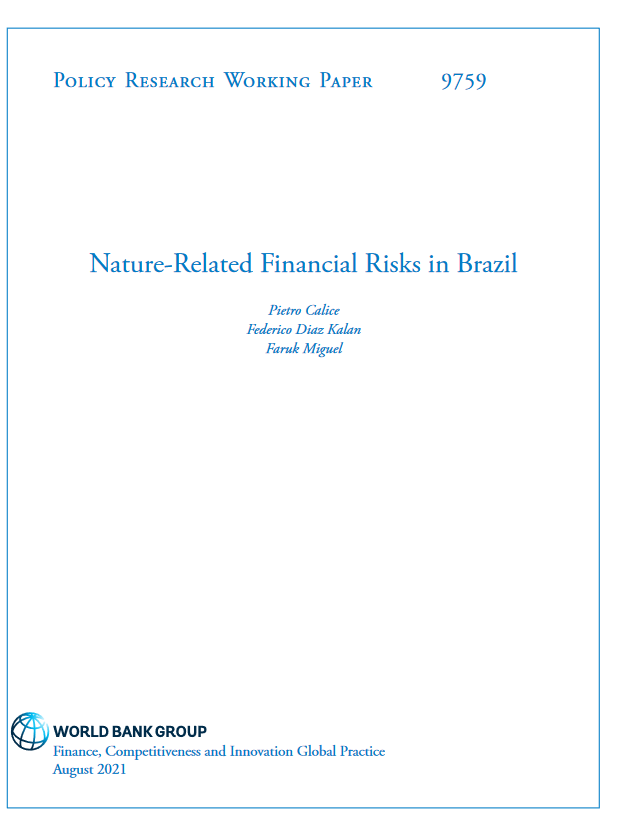 Policy Research Working Paper 9759
Nature-Related Financial Risks in Brazil
Pietro Calice
Federico Diaz Kalan
Faruk Miguel
WORLD BANK GROUP
Finance, Competitiveness and Innovation Global Practice
August 2021